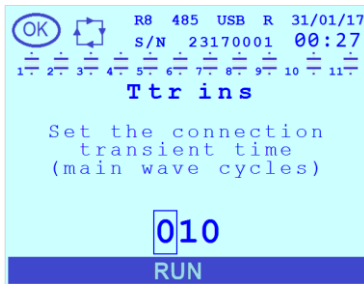 OK R8 485 USB R 31/01/17
S/N 23170001 00:27
1 2 3 4 5 6 7 8 9 10 11
Ttr ins
Set the connection
transient time
(main wave cycles)
010
RUN